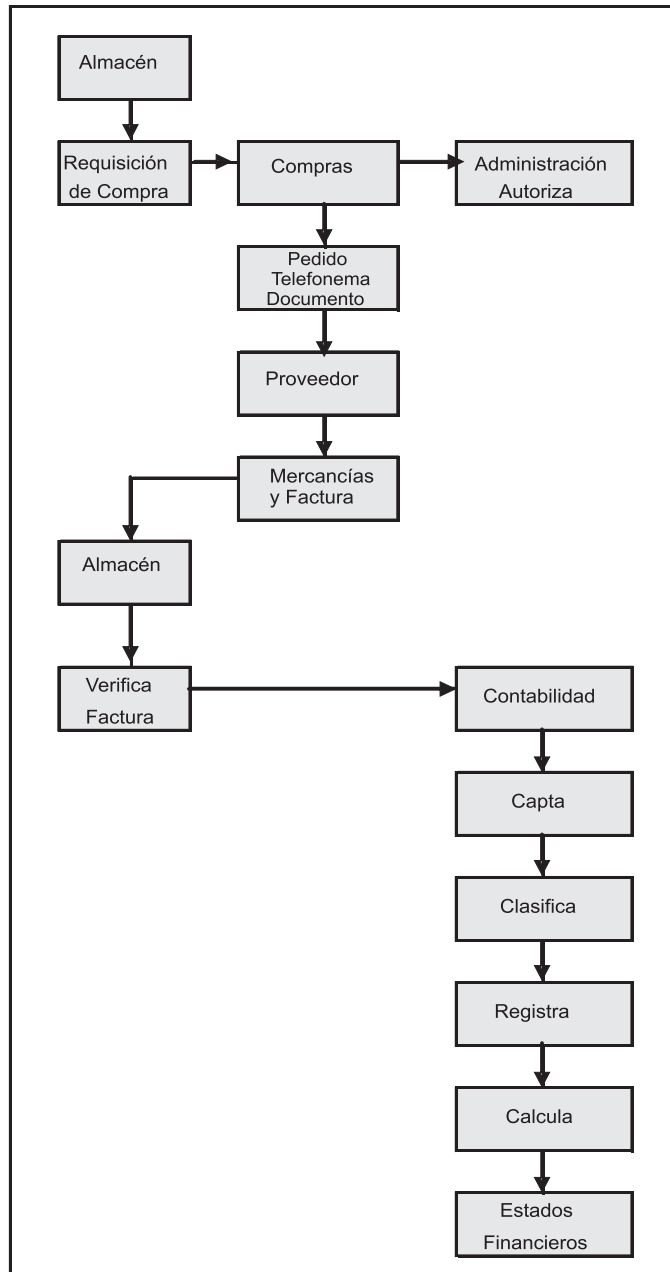 Almacén
Requisición
de Compra
Compras
Administración
Autoriza
Pedido
Telefonema
Documento
Proveedor
Mercancías
y Factura
Almacén
Verifica
Factura
Contabilidad
Capta
Clasifica
Registra
Calcula
Estados
Financieros